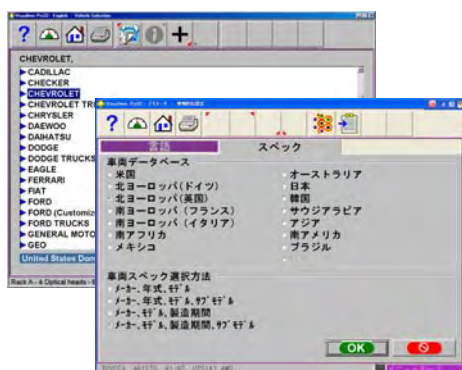 Visualiner Pro32 - English - Vehicle Selection
CHEVROLET,
CADILLAC
CHECKER
CHEVROLET
CHEVROLET
CHRYSLER
DAEWOO
DAIHATSU
DODGE
DODGE TRUCKS
EAGLE
FERRARI
FIAT
FORD
FORD
FORD TRUCKS
GENERAL
GEO
United States
Rack A - 4 Optical heads
言語
スペック
車両データベース
米国
北ヨーロッパ(ドイツ)
北ヨーロッパ(英国)
南ヨーロッパ (フランス)
南ヨーロッパ (イタリア)
南アフリカ
メキシコ
オーストラリア
日本
韓国
サウジアラビア
アジア
南アメリカ
ブラジル
車両スペック選択方法
メーカー、年式、モデル
メーカー、年式、モデル、サブモデル
メーカー、モデル、製造期間
メーカー、モデル、製造期間、サブモデル
OK